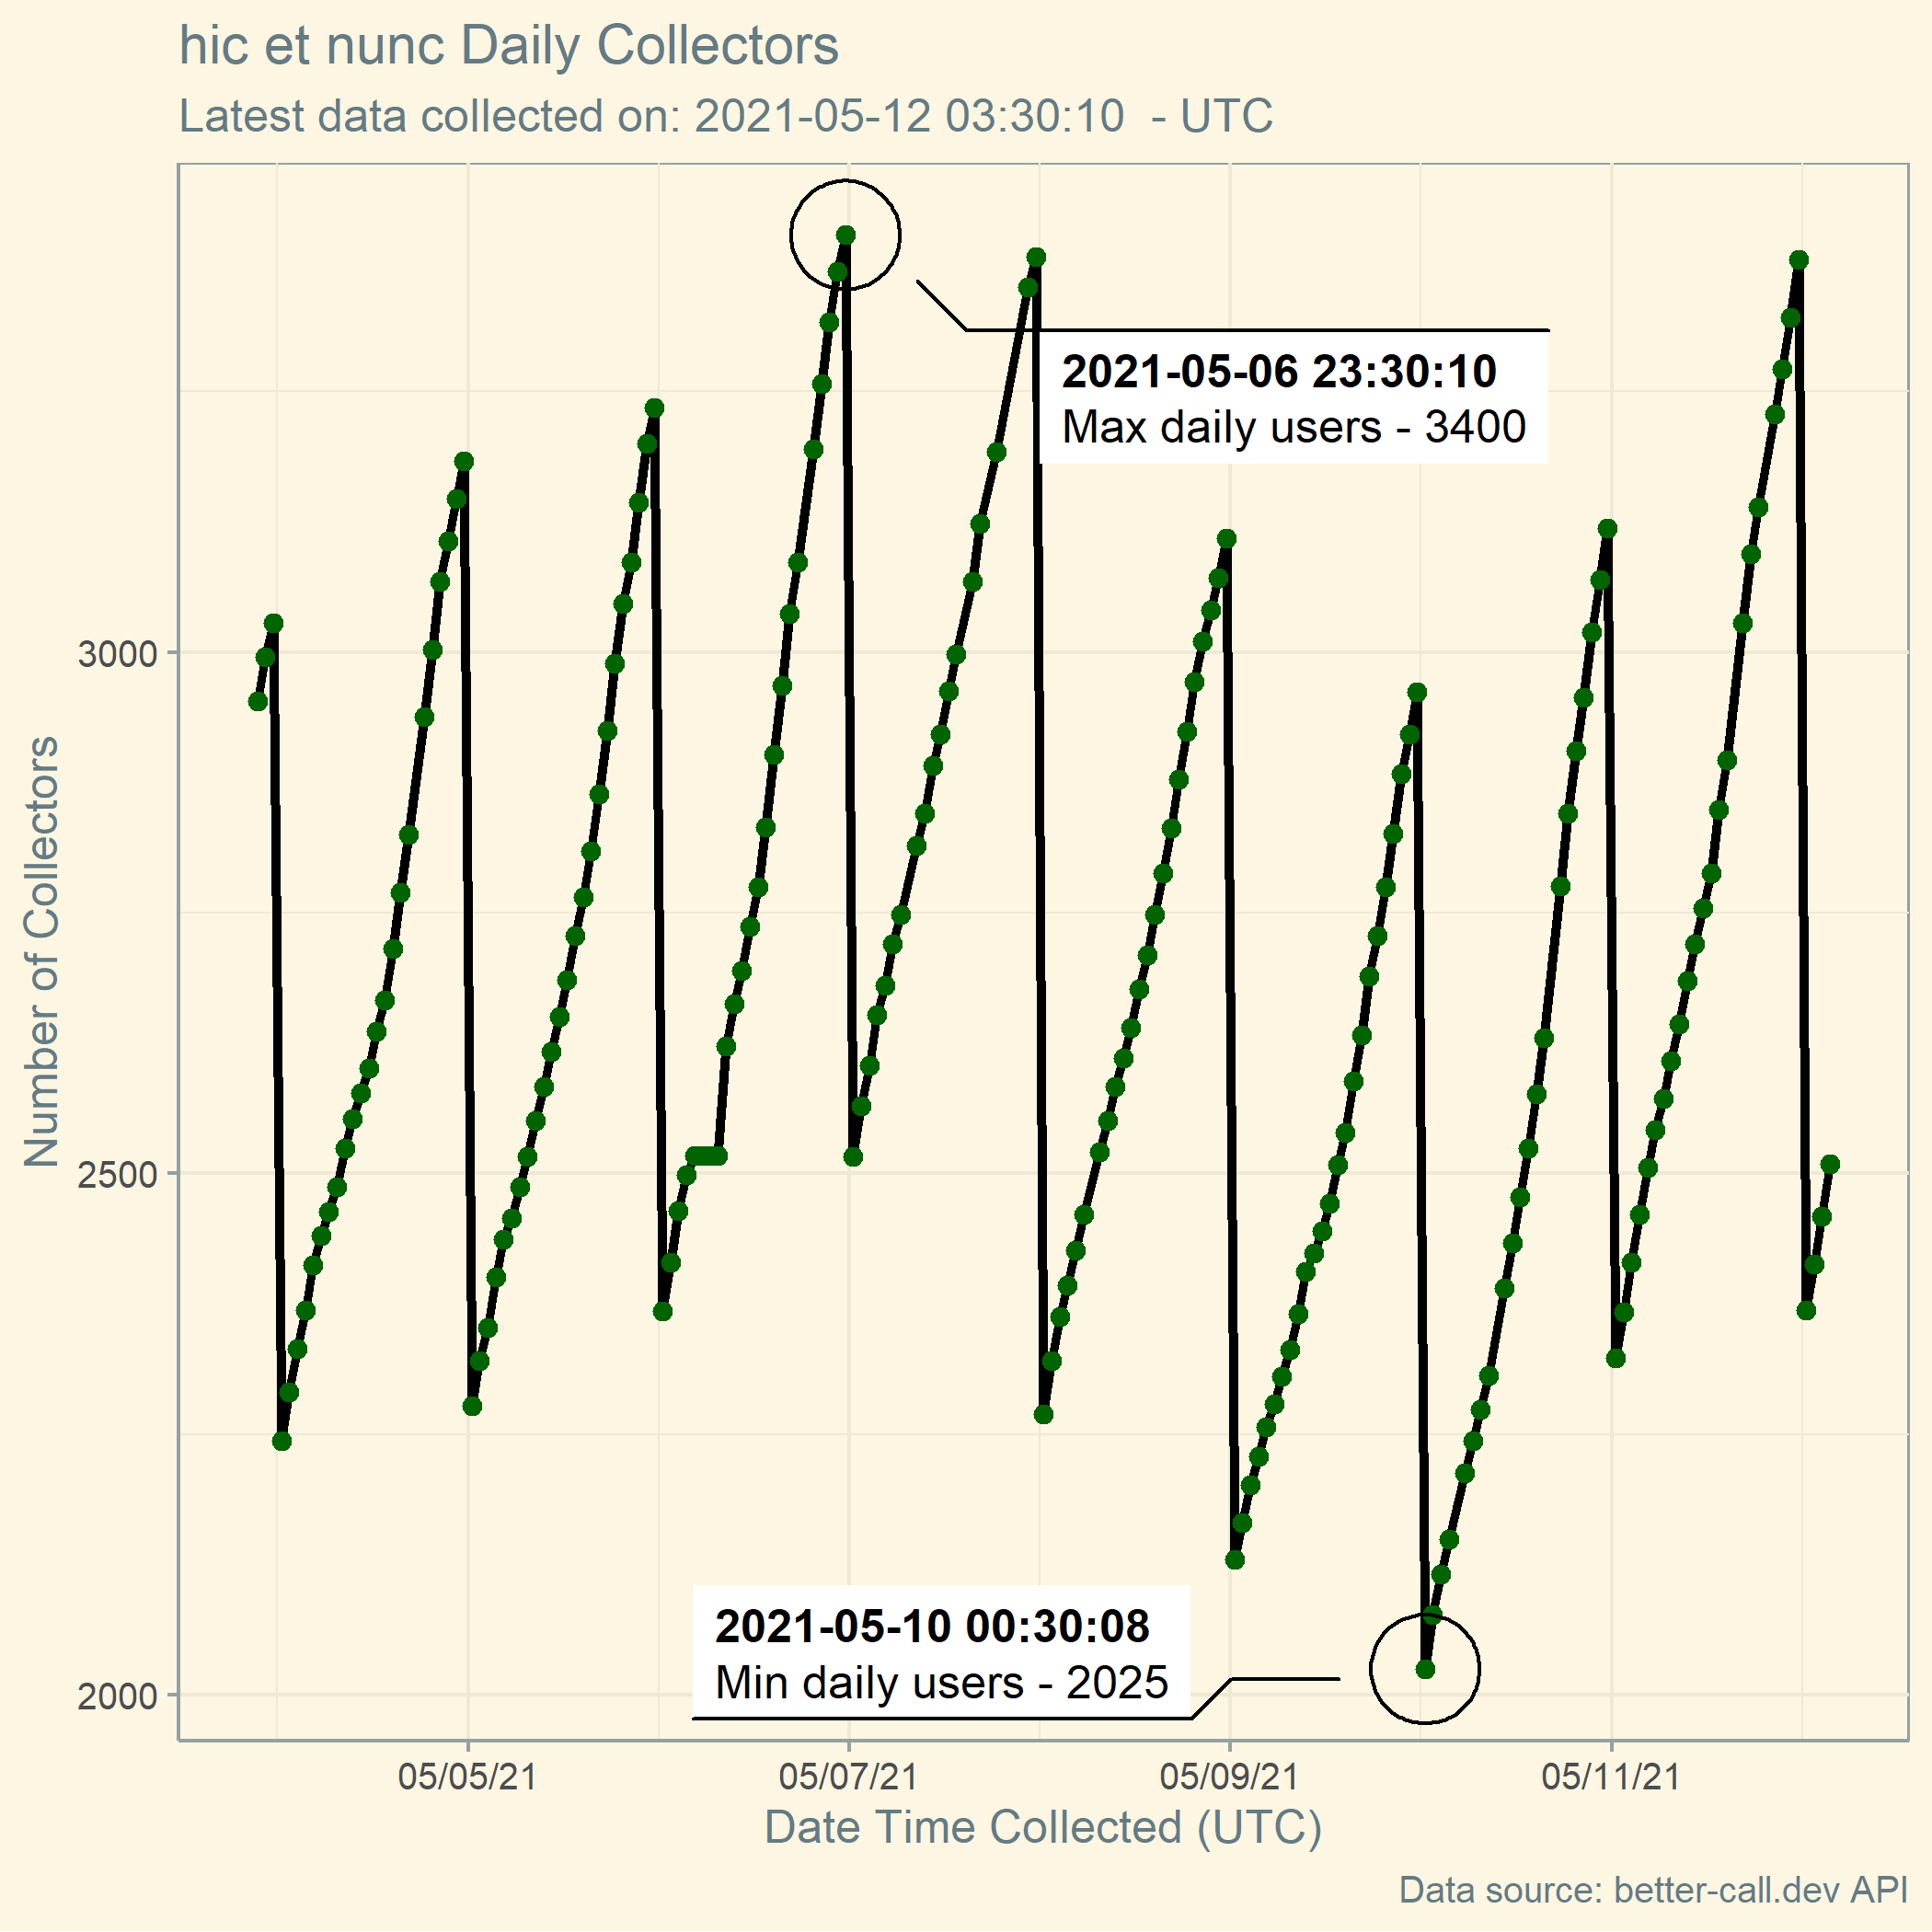 hic et nunc Daily Collectors
Latest data collected on: 2021-05-12 03:30:10  - UTC
2021-05-06 23:30:10
Max daily users - 3400
Number of Collectors
3000
2500
2000
2021-05-10 00:30:08
Min daily users - 2025
05/05/21
05/07/21
05/09/21
05/11/21
Date Time Collected (UTC)
Data source: better-call.dev API